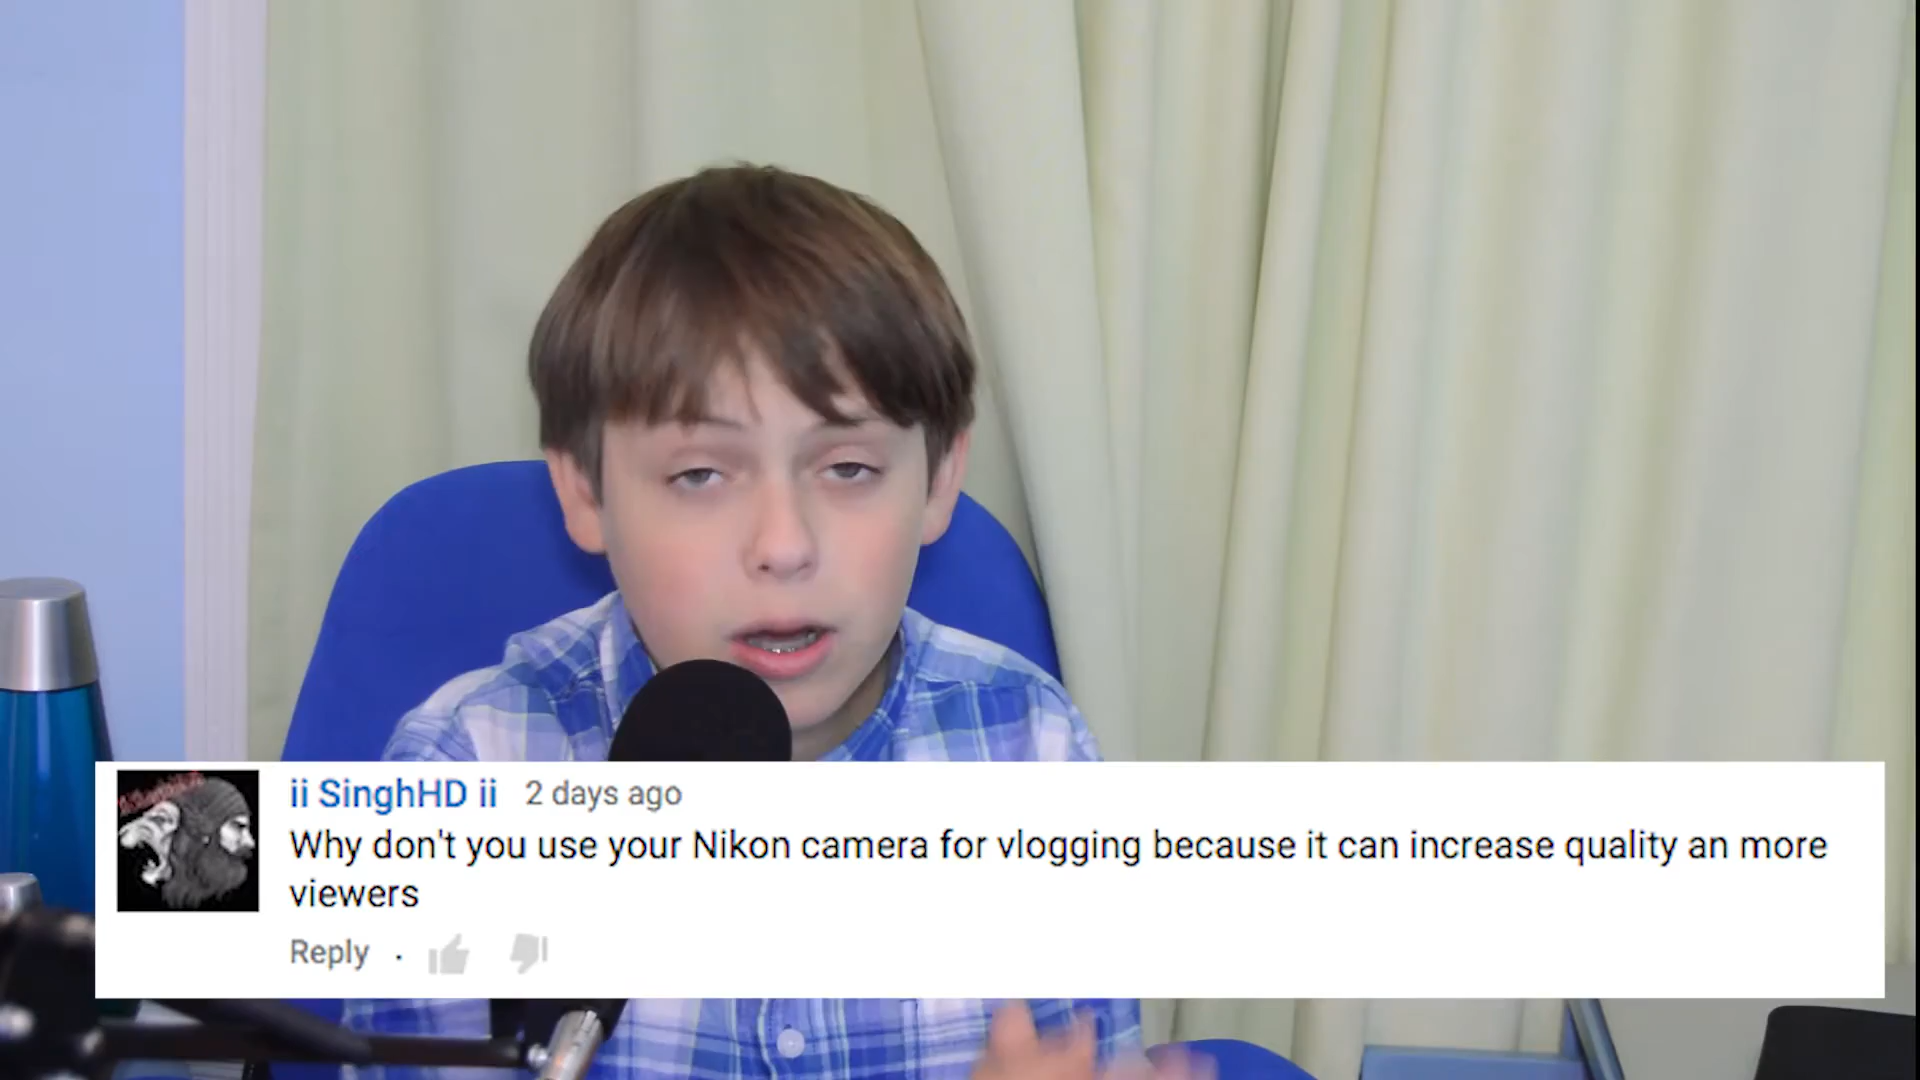 ii SinghHD ii 2 days ago
Why don't you use your Nikon camera for vlogging because it can increase quality an more
viewers
Reply .